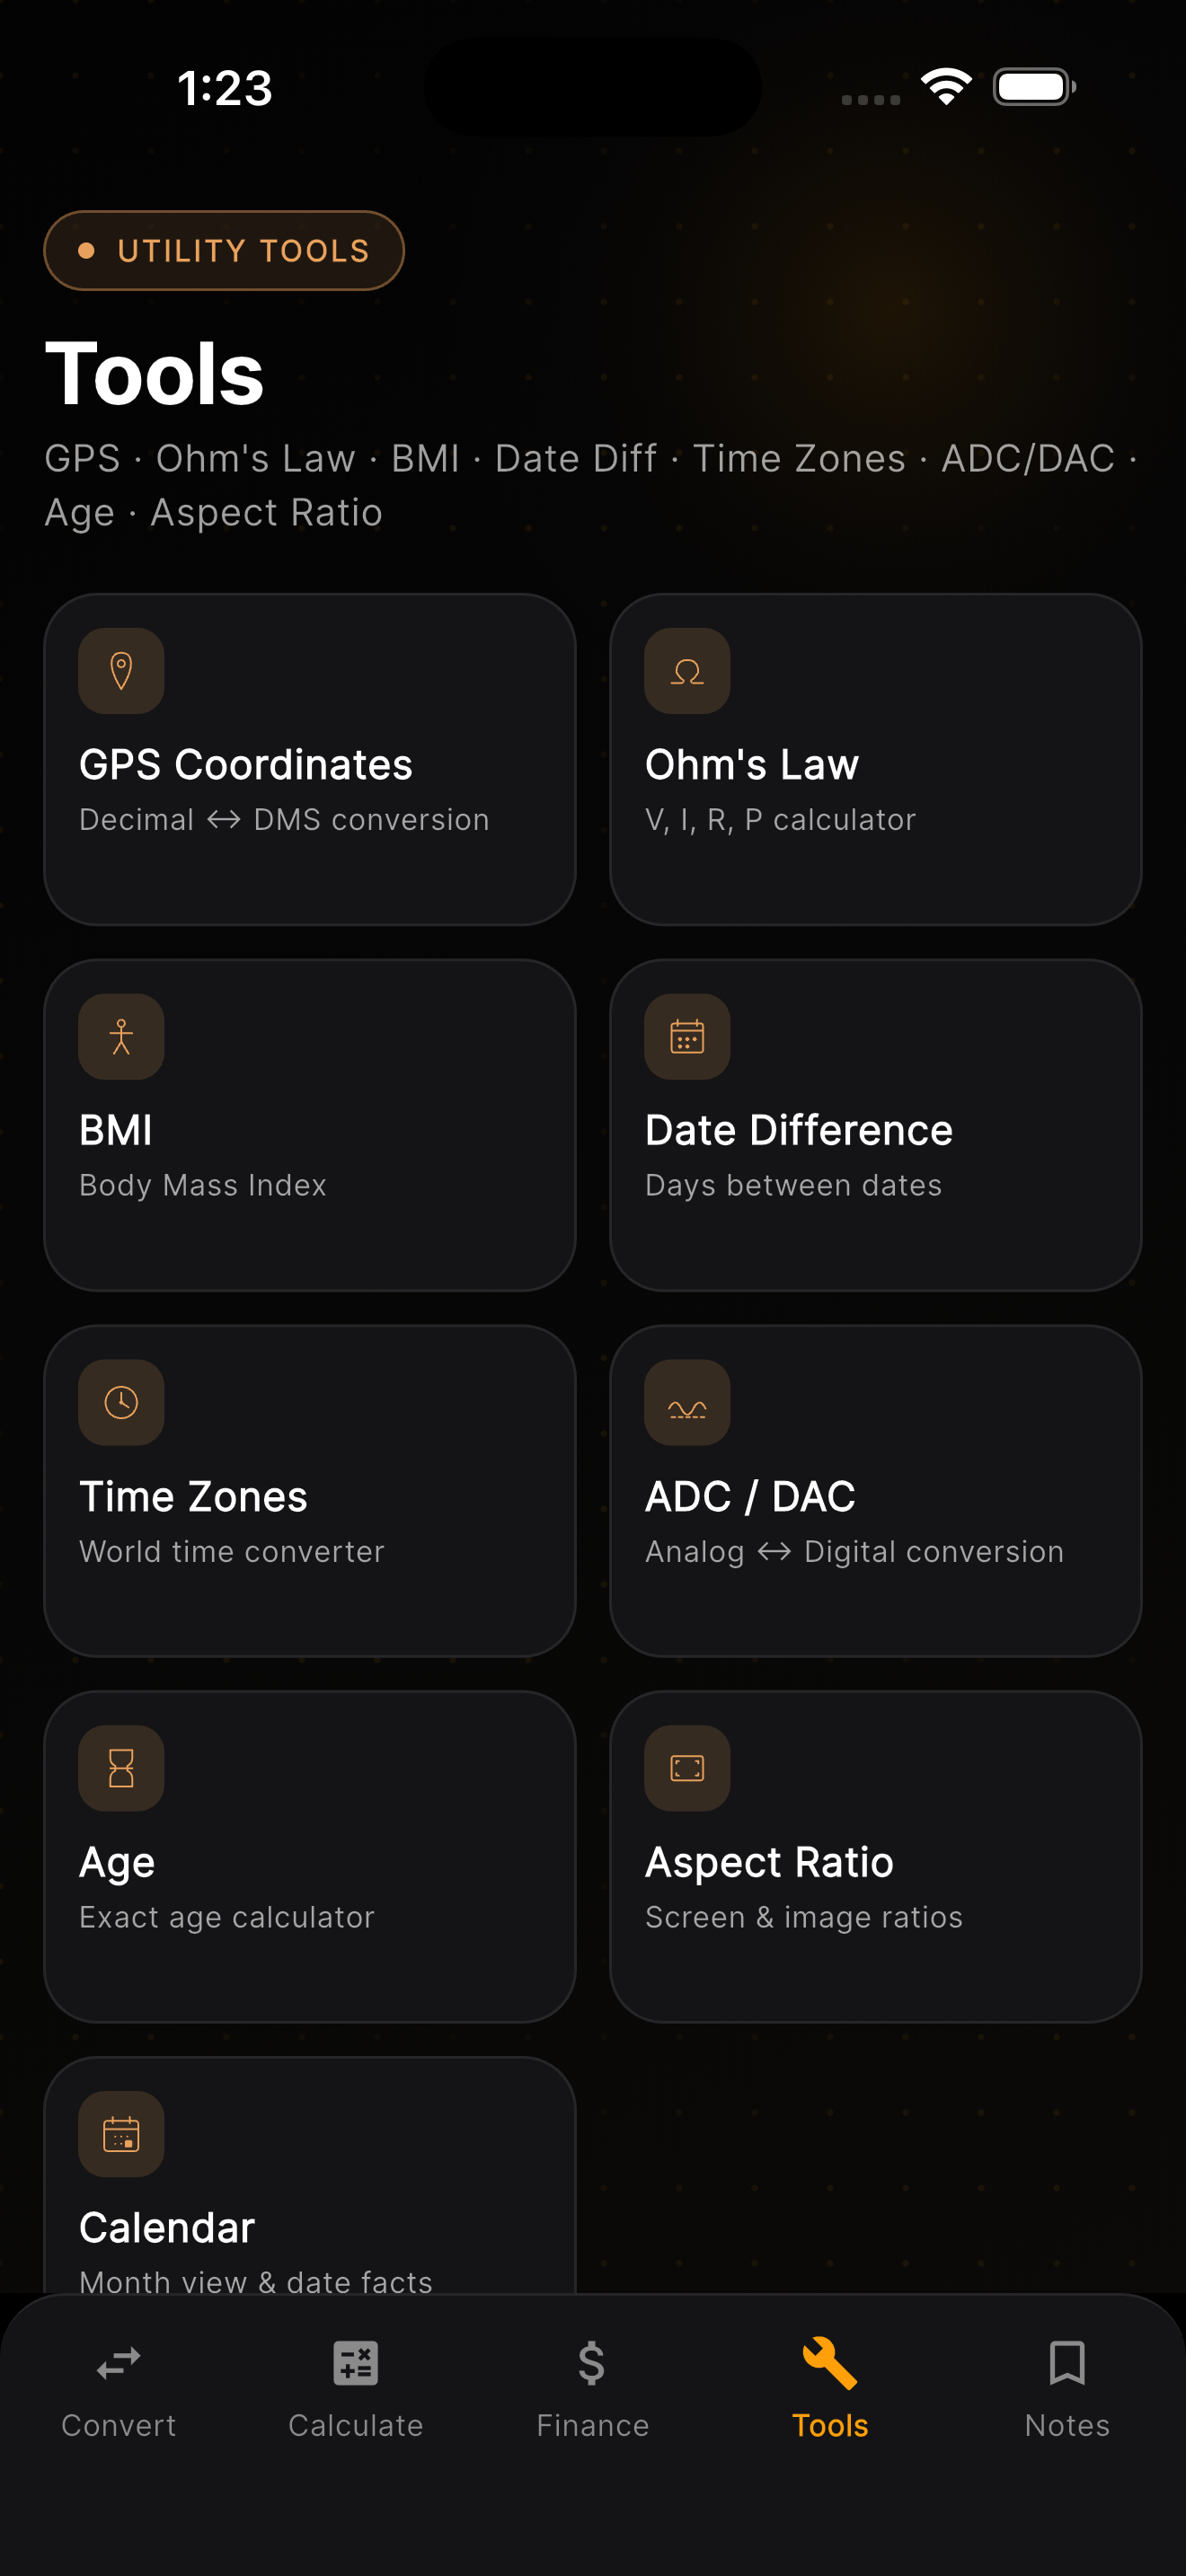 1:23
UTILITY TOOLS
Tools
GPS · Ohm's Law · BMI · Date Diff · Time Zones · ADC/DAC ·
Age · Aspect Ratio
GPS Coordinates
Decimal ↔ DMS conversion
Ohm's Law
V, I, R, P calculator
BMI
Body Mass Index
Date Difference
Days between dates
Time Zones
World time converter
ADC / DAC
Analog ↔ Digital conversion
Age
Exact age calculator
Aspect Ratio
Screen & image ratios
Calendar
Month view & date facts
Convert
Calculate
Finance
Tools
Notes